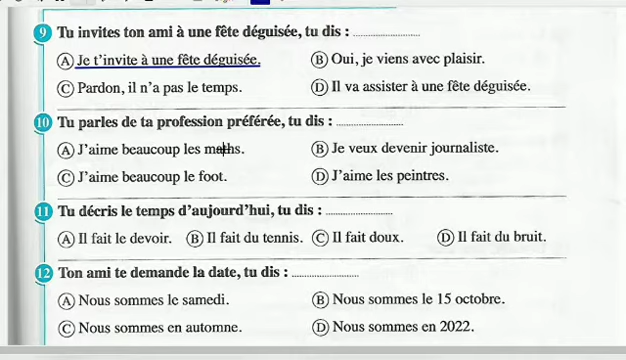 9 Tu invites ton ami à une fête déguisée, tu dis : ....................
A Je t'invite à une fête déguisée. B Oui, je viens avec plaisir.
C Pardon, il n'a pas le temps. D Il va assister à une fête déguisée.
10 Tu parles de ta profession préférée, tu dis : ....................
A J'aime beaucoup les maths. B Je veux devenir journaliste.
C J'aime beaucoup le foot. D J'aime les peintres.
11 Tu décris le temps d'aujourd'hui, tu dis : ....................
A Il fait le devoir. B Il fait du tennis. C Il fait doux. D Il fait du bruit.
12 Ton ami te demande la date, tu dis : ....................
A Nous sommes le samedi. B Nous sommes le 15 octobre.
C Nous sommes en automne. D Nous sommes en 2022.